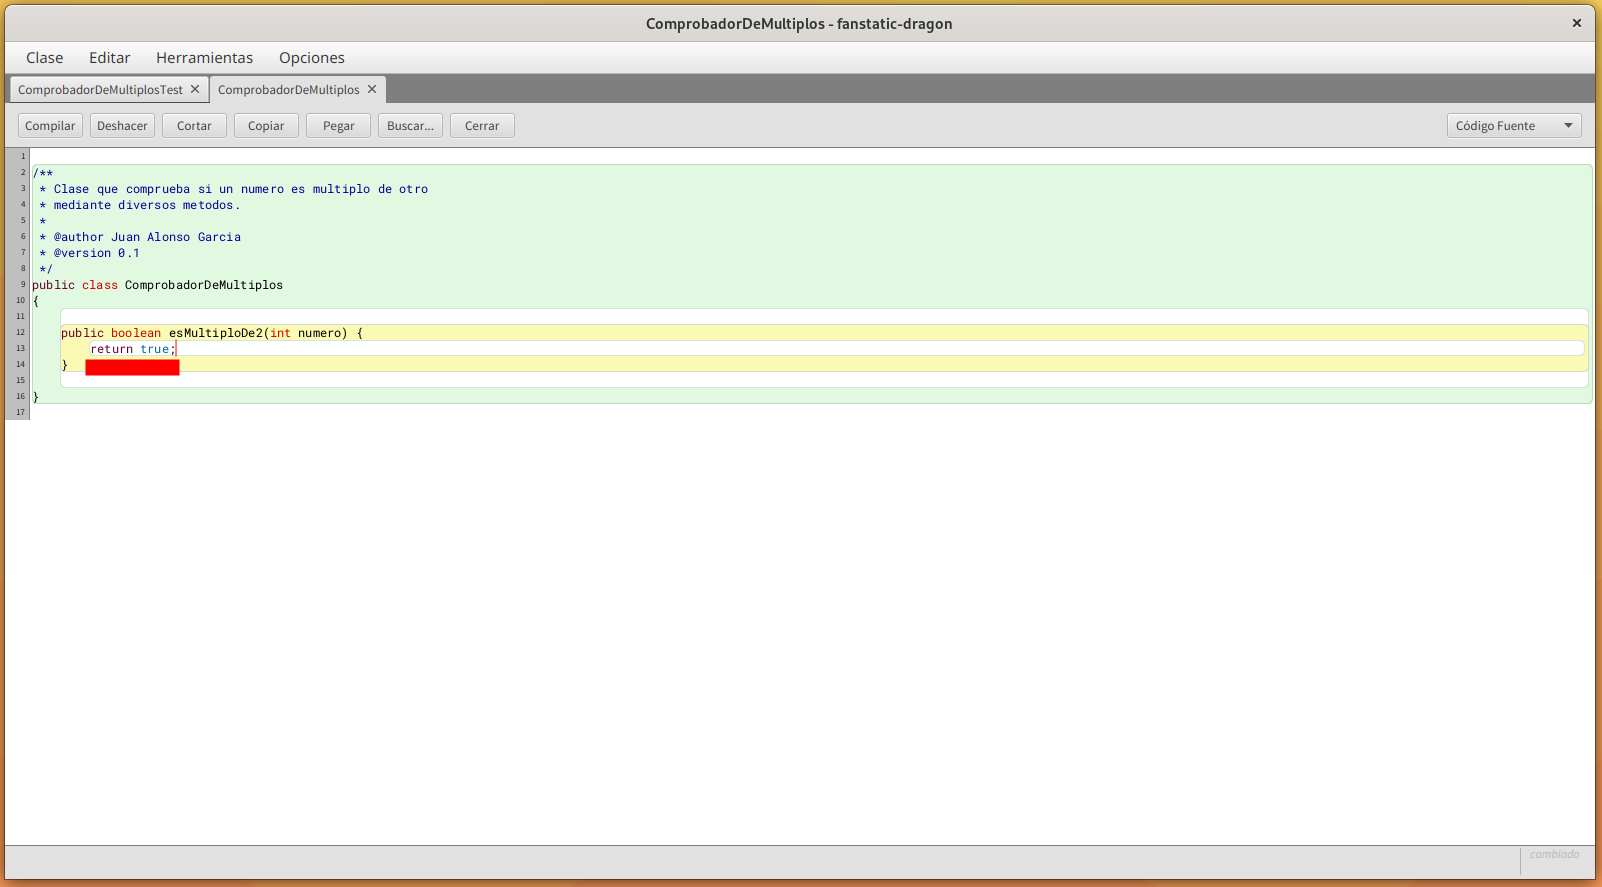 ComprobadorDeMultiplos - fanstatic-dragon
Clase Editar Herramientas Opciones
ComprobadorDeMultiplosTest ComprobadorDeMultiplos
Compilar Deshacer Cortar Copiar Pegar Buscar... Cerrar Código Fuente
1
2 /**
3 * Clase que comprueba si un numero es multiplo de otro
4 * mediante diversos metodos.
5 *
6 * @author Juan Alonso Garcia
7 * @version 0.1
8 */
9 public class ComprobadorDeMultiplos
10 {
11
12 public boolean esMultiploDe2(int numero) {
13 return true;
14 }
15
16 }
17
cambiado